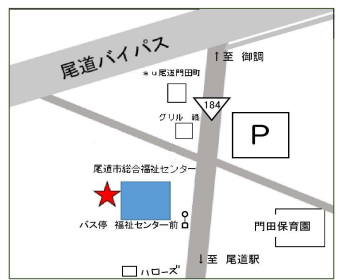 尾道バイパス
↑至 御調
*u尾道門田町
184
グリル 峰
P
尾道市総合福祉センター
バス停 福祉センター前
門田保育園
↓至 尾道駅
ハローズ